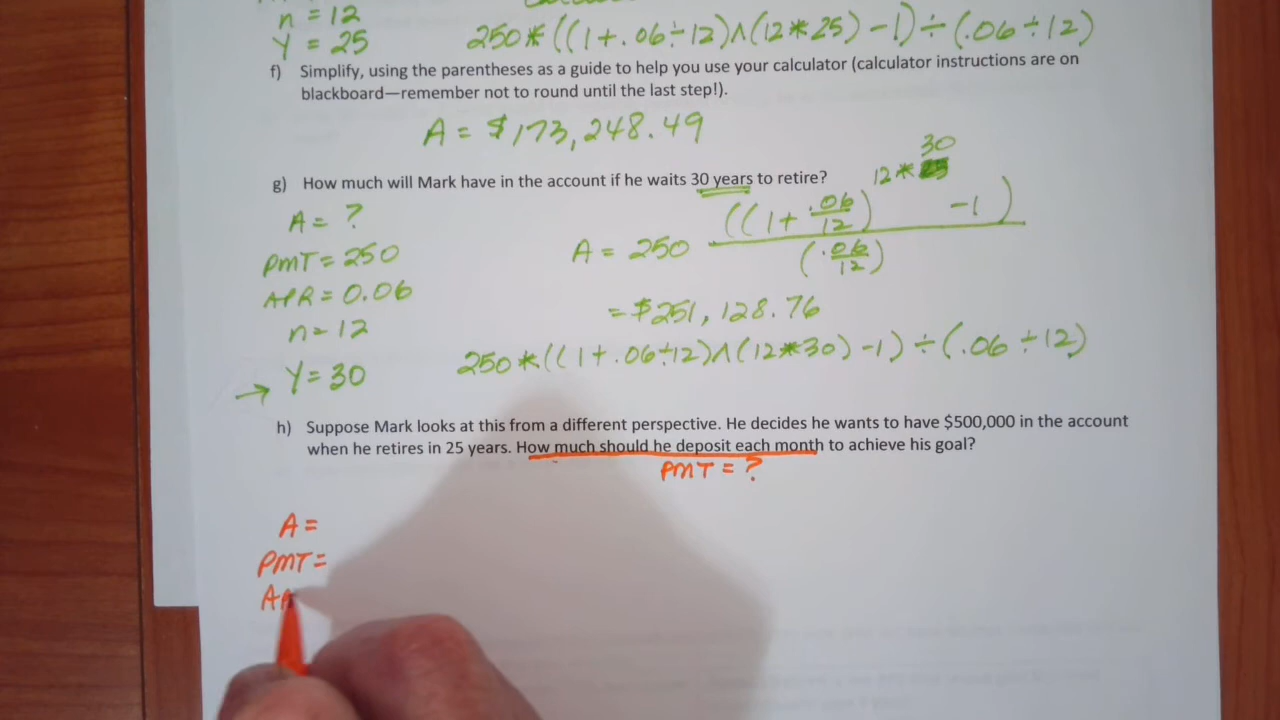 n = 12
Y = 25
250*((1+.06÷12)^(12*25)-1)÷(.06÷12)
f) Simplify, using the parentheses as a guide to help you use your calculator (calculator instructions are on
blackboard—remember not to round until the last step!).
A = $173,248.49
g) How much will Mark have in the account if he waits 30 years to retire?
A = ?
PMT = 250
APR = 0.06
n = 12
→ Y = 30
30
12*25
((1+ .06/12) -1)
A = 250
(.06/12)
= $251,128.76
250*((1+.06÷12)^(12*30)-1)÷(.06÷12)
h) Suppose Mark looks at this from a different perspective. He decides he wants to have $500,000 in the account
when he retires in 25 years. How much should he deposit each month to achieve his goal?
PMT = ?
A =
PMT =